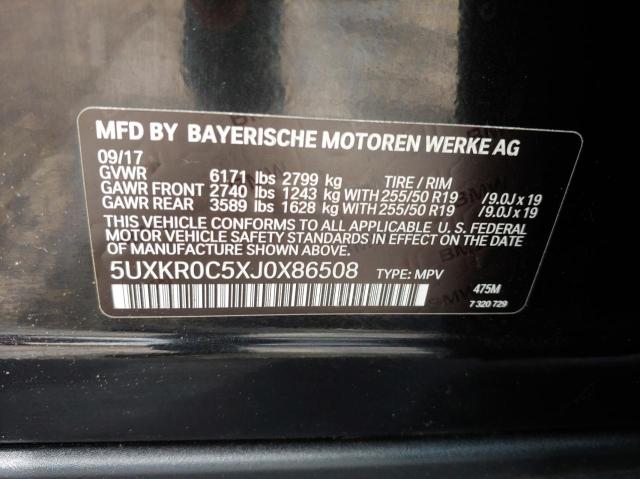 MFD BY BAYERISCHE MOTOREN WERKE AG
09/17
GVWR 6171 lbs 2799 kg TIRE / RIM
GAWR FRONT 2740 lbs 1243 kg WITH 255/50 R19 /9.0J x 19
GAWR REAR 3589 lbs 1628 kg WITH 255/50 R19 /9.0J x 19
THIS VEHICLE CONFORMS TO ALL APPLICABLE U. S. FEDERAL
MOTOR VEHICLE SAFETY STANDARDS IN EFFECT ON THE DATE
OF MANUFACTURE SHOWN ABOVE.
5UXKR0C5XJ0X86508 TYPE: MPV
475M
7 320 729